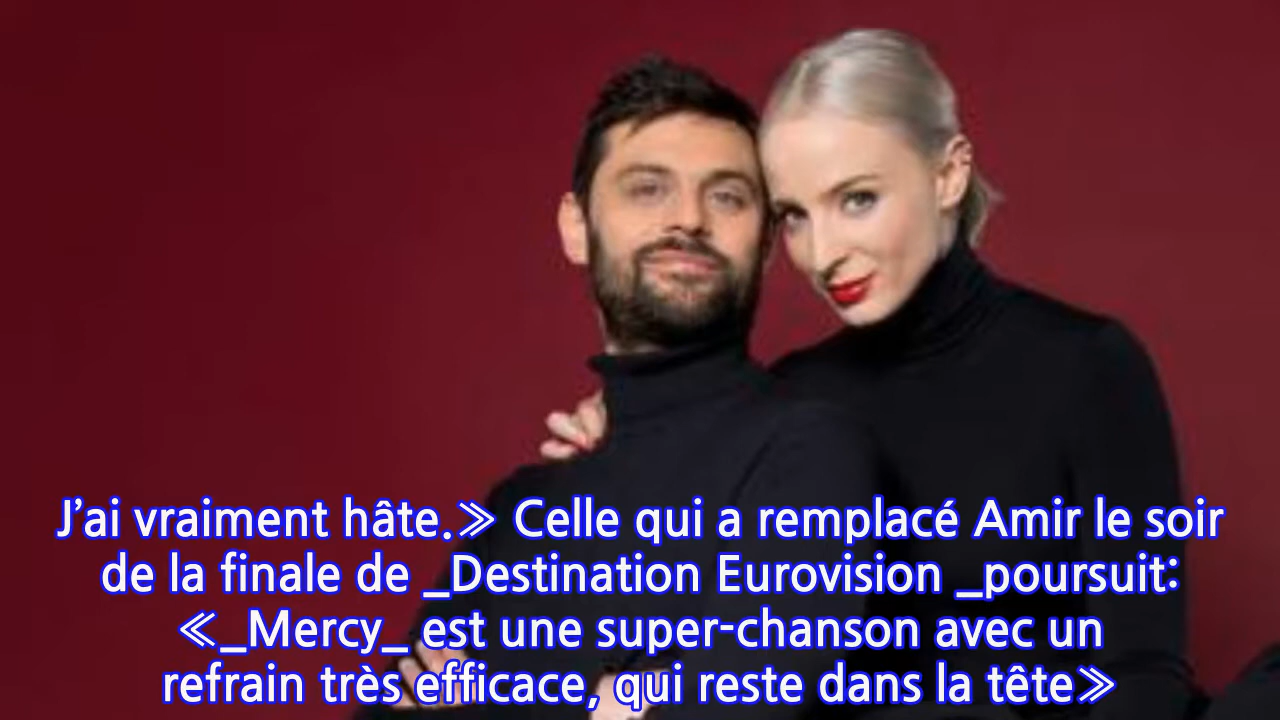 J’ai vraiment hâte.≫ Celle qui a remplacé Amir le soir
de la finale de _Destination Eurovision _poursuit:
≪_Mercy_ est une super-chanson avec un
refrain très efficace, qui reste dans la tête≫